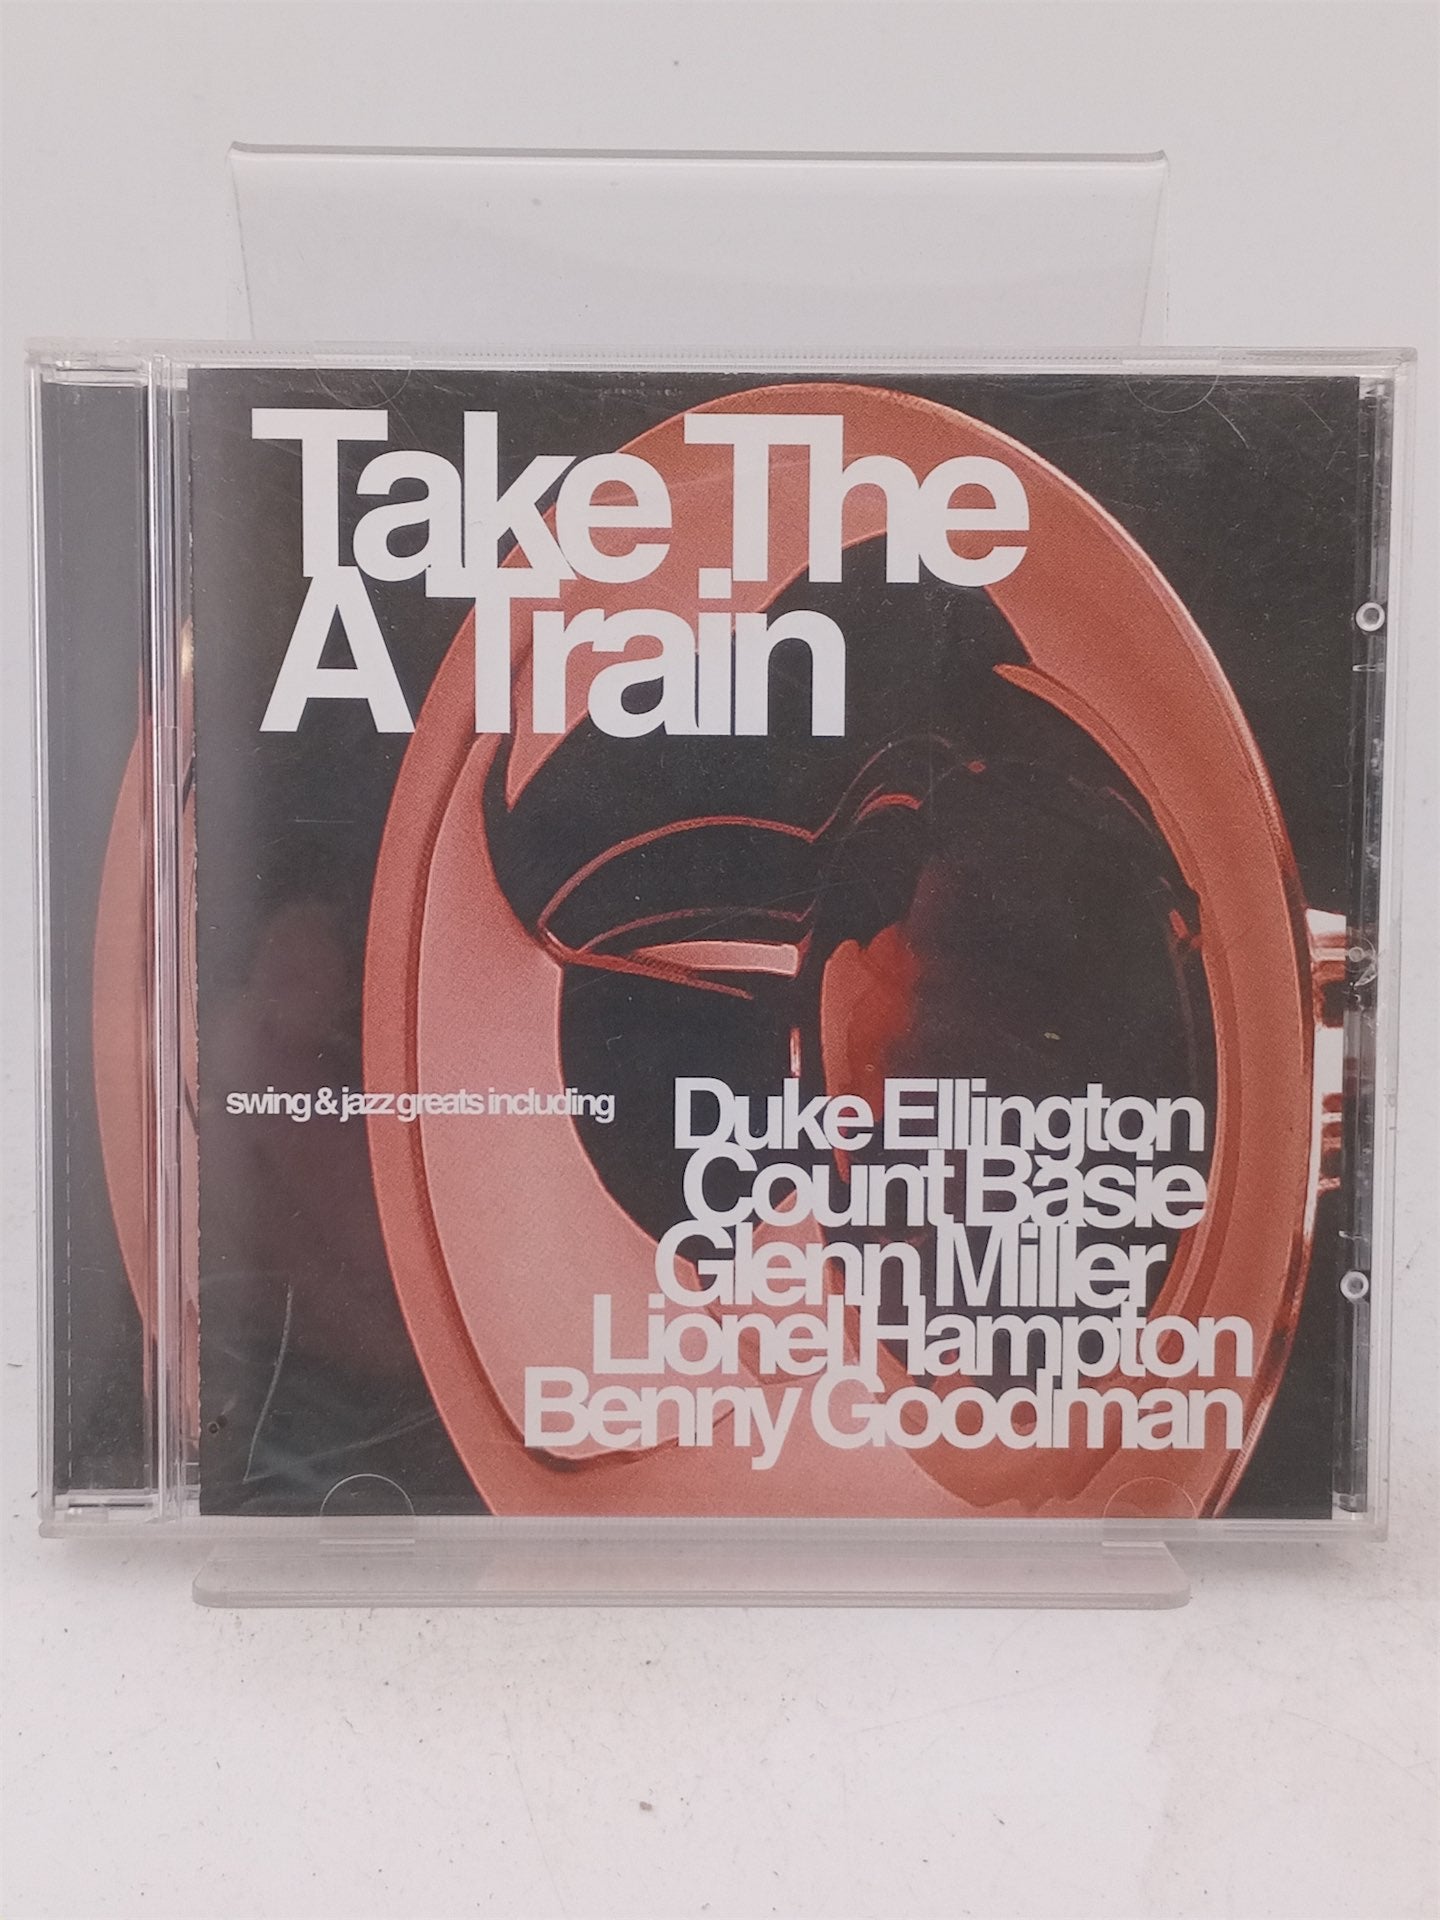 Take The
A Train
swing & jazz greats including
Duke Ellington
Count Basie
Glenn Miller
Lionel Hampton
Benny Goodman